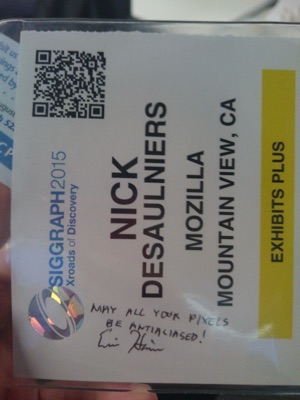 SIGGRAPH2015
Xroads of Discovery
NICK
DESAULNIERS
MOZILLA
MOUNTAIN VIEW, CA
EXHIBITS PLUS
MAY ALL YOUR PIXELS
BE ANTIALIASED!